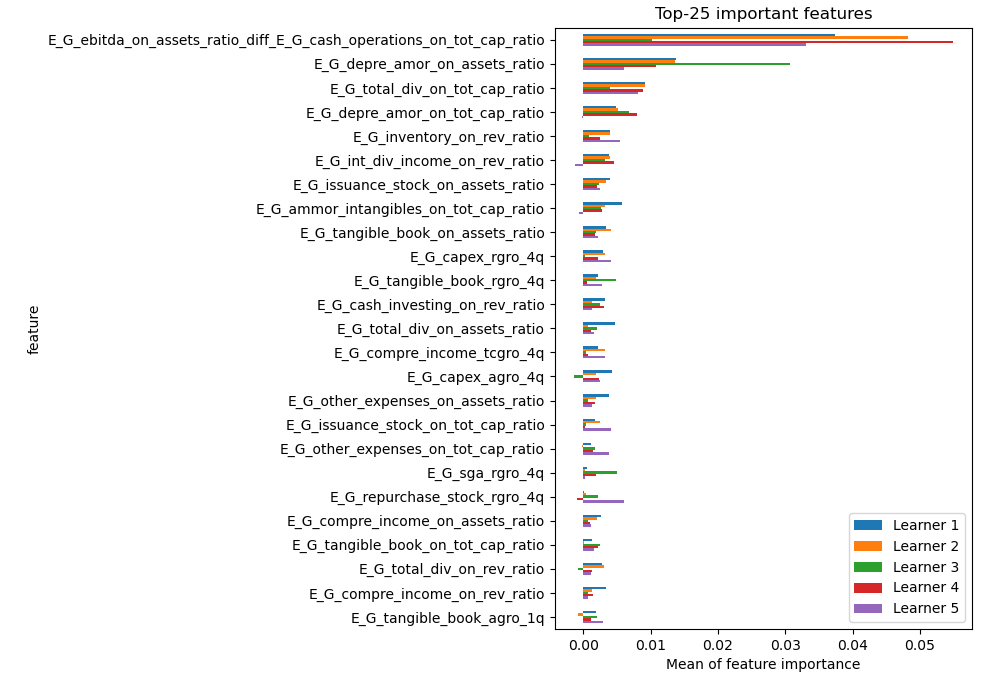 Top-25 important features
E_G_ebitda_on_assets_ratio_diff_E_G_cash_operations_on_tot_cap_ratio
E_G_depre_amor_on_assets_ratio
E_G_total_div_on_tot_cap_ratio
E_G_depre_amor_on_tot_cap_ratio
E_G_inventory_on_rev_ratio
E_G_int_div_income_on_rev_ratio
E_G_issuance_stock_on_assets_ratio
E_G_ammor_intangibles_on_tot_cap_ratio
E_G_tangible_book_on_assets_ratio
E_G_capex_rgro_4q
E_G_tangible_book_rgro_4q
E_G_cash_investing_on_rev_ratio
E_G_total_div_on_assets_ratio
E_G_compre_income_tcgro_4q
E_G_capex_agro_4q
E_G_other_expenses_on_assets_ratio
E_G_issuance_stock_on_tot_cap_ratio
E_G_other_expenses_on_tot_cap_ratio
E_G_sga_rgro_4q
E_G_repurchase_stock_rgro_4q
E_G_compre_income_on_assets_ratio
E_G_tangible_book_on_tot_cap_ratio
E_G_total_div_on_rev_ratio
E_G_compre_income_on_rev_ratio
E_G_tangible_book_agro_1q
feature
Learner 1
Learner 2
Learner 3
Learner 4
Learner 5
0.00 0.01 0.02 0.03 0.04 0.05
Mean of feature importance